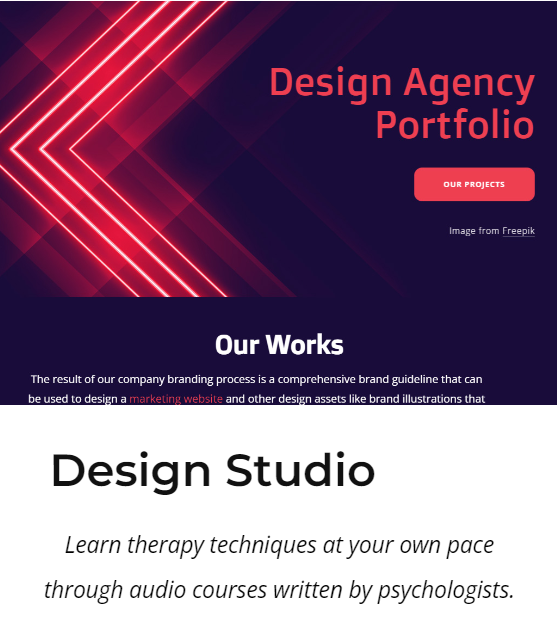 Design Agency
Portfolio
OUR PROJECTS
Image from Freepik
Our Works
The result of our company branding process is a comprehensive brand guideline that can
be used to design a marketing website and other design assets like brand illustrations that
Design Studio
Learn therapy techniques at your own pace
through audio courses written by psychologists.